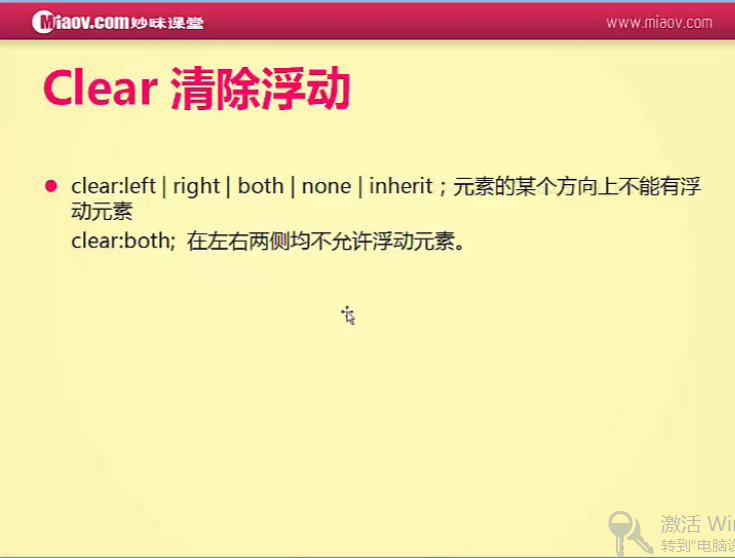 Miaov.com妙味课堂
www.miaov.com
Clear 清除浮动
clear:left | right | both | none | inherit；元素的某个方向上不能有浮
动元素
clear:both; 在左右两侧均不允许浮动元素。
激活 Win
转到"电脑设